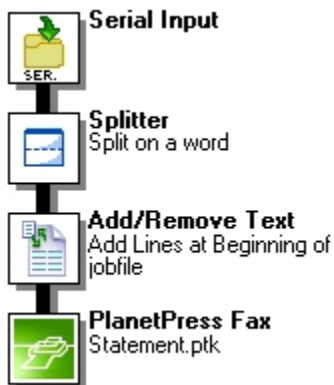 Serial Input
SER.
Splitter
Split on a word
Add/Remove Text
Add Lines at Beginning of
jobfile
PlanetPress Fax
Statement.ptk